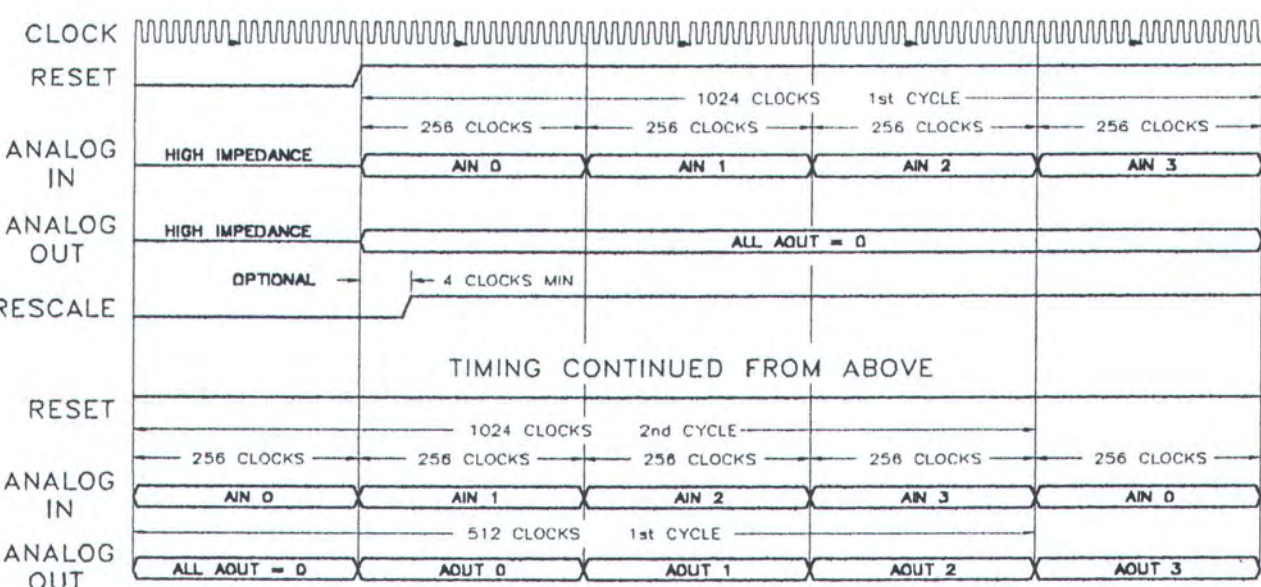 CLOCK
RESET
1024 CLOCKS 1st CYCLE
256 CLOCKS 256 CLOCKS 256 CLOCKS 256 CLOCKS
ANALOG IN
HIGH IMPEDANCE AIN 0 AIN 1 AIN 2 AIN 3
ANALOG OUT
HIGH IMPEDANCE ALL AOUT = 0
OPTIONAL 4 CLOCKS MIN
RESCALE
TIMING CONTINUED FROM ABOVE
RESET
1024 CLOCKS 2nd CYCLE
256 CLOCKS 256 CLOCKS 256 CLOCKS 256 CLOCKS 256 CLOCKS
ANALOG IN
AIN 0 AIN 1 AIN 2 AIN 3 AIN 0
512 CLOCKS 1st CYCLE
ANALOG OUT
ALL AOUT = 0 AOUT 0 AOUT 1 AOUT 2 AOUT 3